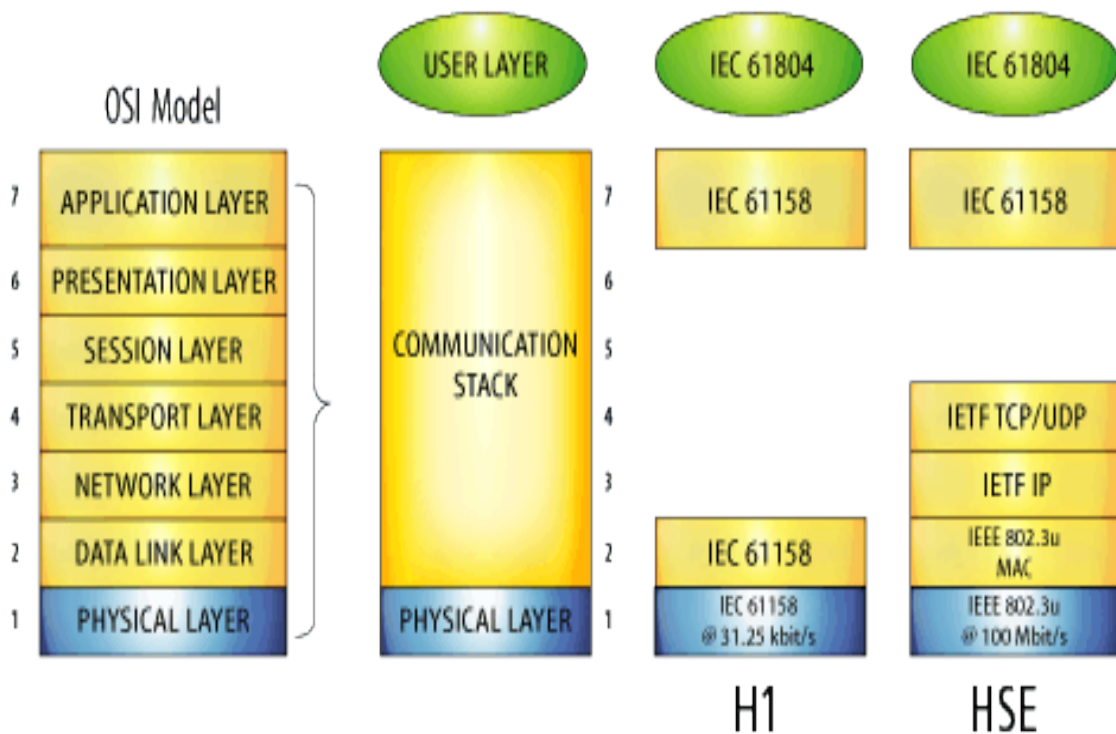 USER LAYER
IEC 61804
IEC 61804
OSI Model
7
APPLICATION LAYER
7
IEC 61158
IEC 61158
6
PRESENTATION LAYER
6
5
SESSION LAYER
COMMUNICATION
STACK
5
4
TRANSPORT LAYER
4
IETF TCP/UDP
3
NETWORK LAYER
3
IETF IP
2
DATA LINK LAYER
2
IEC 61158
IEEE 802.3u
MAC
1
PHYSICAL LAYER
PHYSICAL LAYER
1
IEC 61158
@ 31.25 kbit/s
IEEE 802.3u
@ 100 Mbit/s
H1
HSE